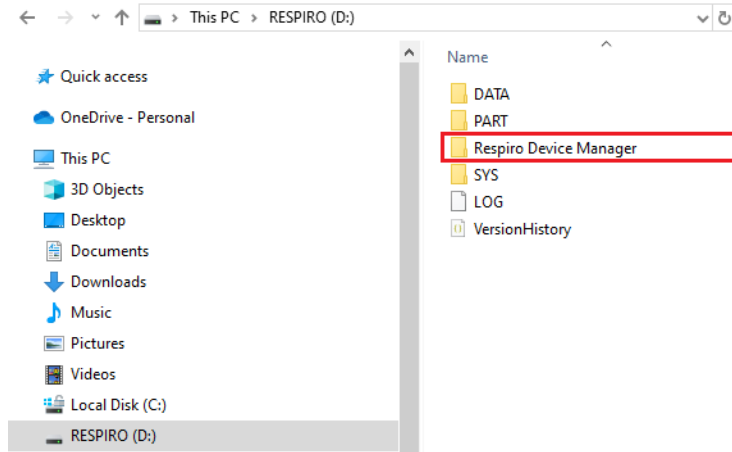 This PC > RESPIRO (D:)
Quick access
OneDrive - Personal
This PC
3D Objects
Desktop
Documents
Downloads
Music
Pictures
Videos
Local Disk (C:)
RESPIRO (D:)
Name
DATA
PART
Respiro Device Manager
SYS
LOG
VersionHistory